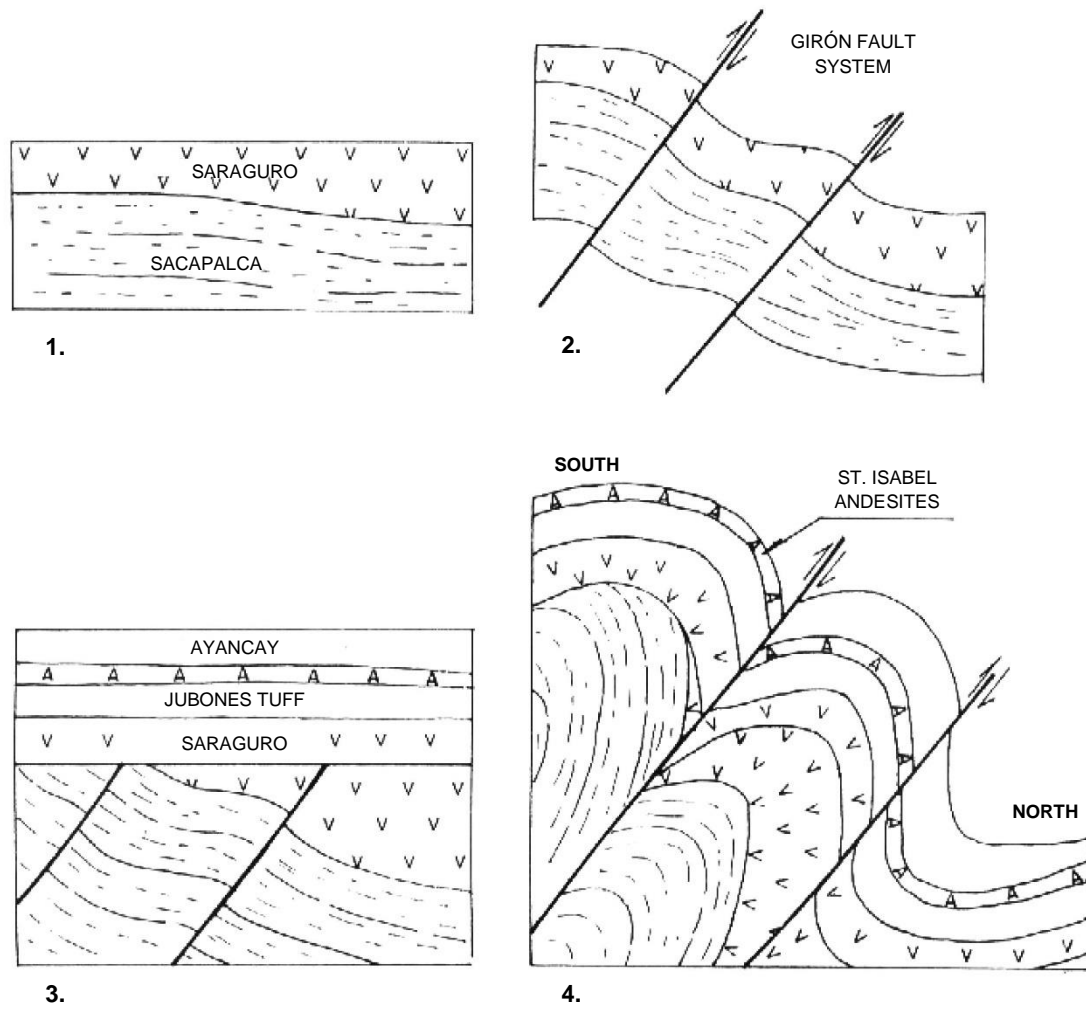 SARAGURO
SACAPALCA
1.
GIRÓN FAULT
SYSTEM
2.
AYANCAY
A A A A A A A
JUBONES TUFF
SARAGURO
3.
SOUTH
ST. ISABEL
ANDESITES
NORTH
4.